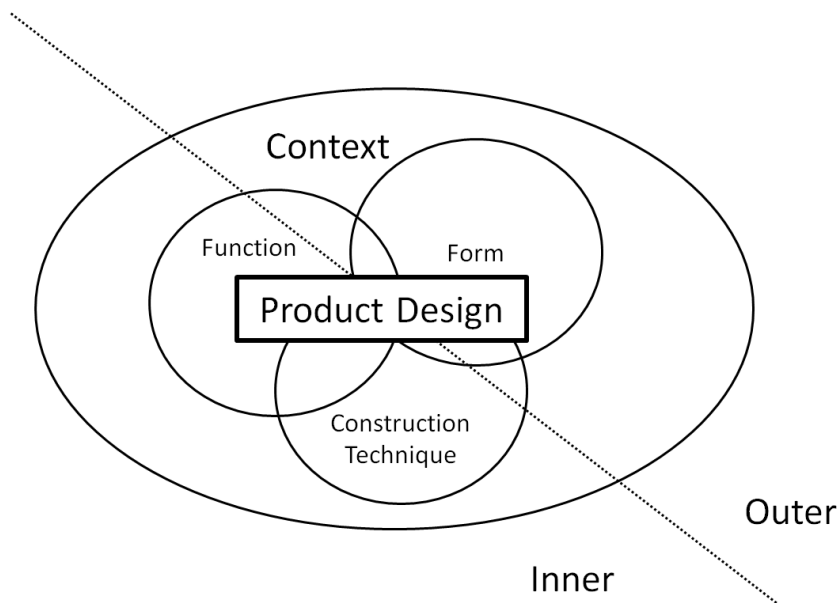 Context
Function
Form
Product Design
Construction
Technique
Outer
Inner